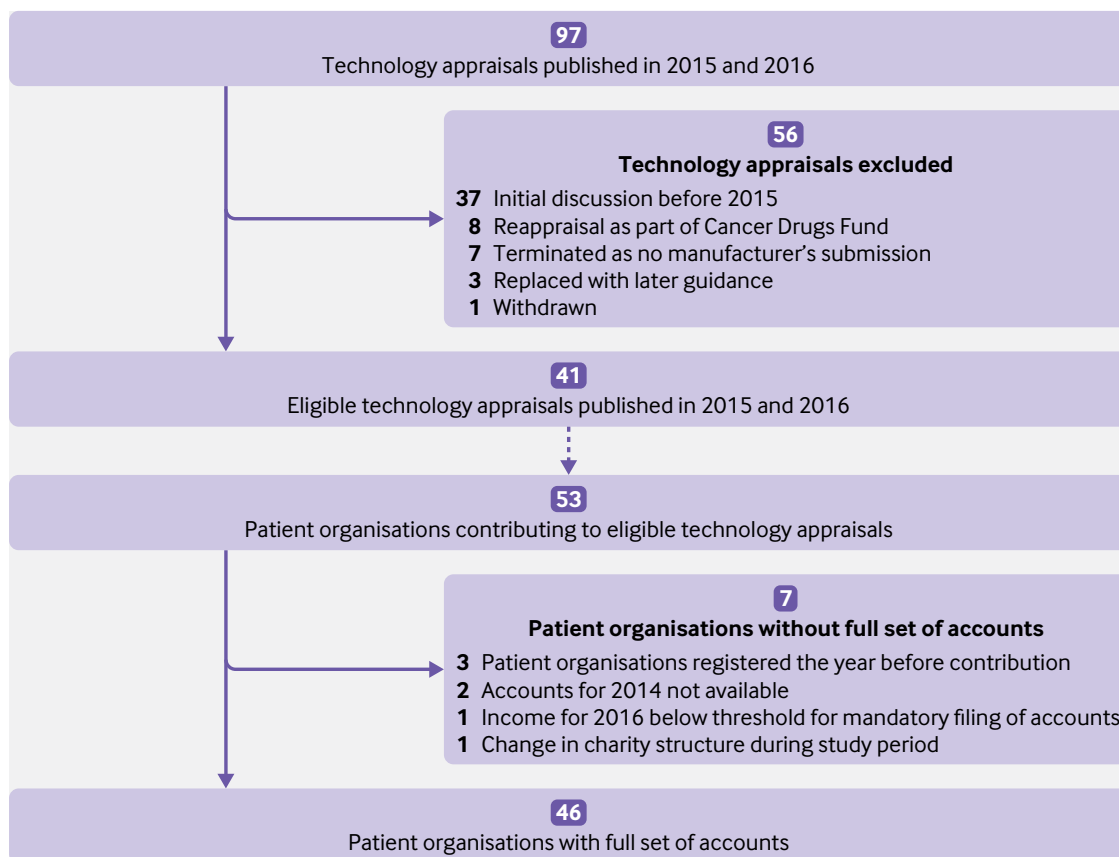 97
Technology appraisals published in 2015 and 2016
56
Technology appraisals excluded
37 Initial discussion before 2015
8 Reappraisal as part of Cancer Drugs Fund
7 Terminated as no manufacturer's submission
3 Replaced with later guidance
1 Withdrawn
41
Eligible technology appraisals published in 2015 and 2016
53
Patient organisations contributing to eligible technology appraisals
7
Patient organisations without full set of accounts
3 Patient organisations registered the year before contribution
2 Accounts for 2014 not available
1 Income for 2016 below threshold for mandatory filing of accounts
1 Change in charity structure during study period
46
Patient organisations with full set of accounts